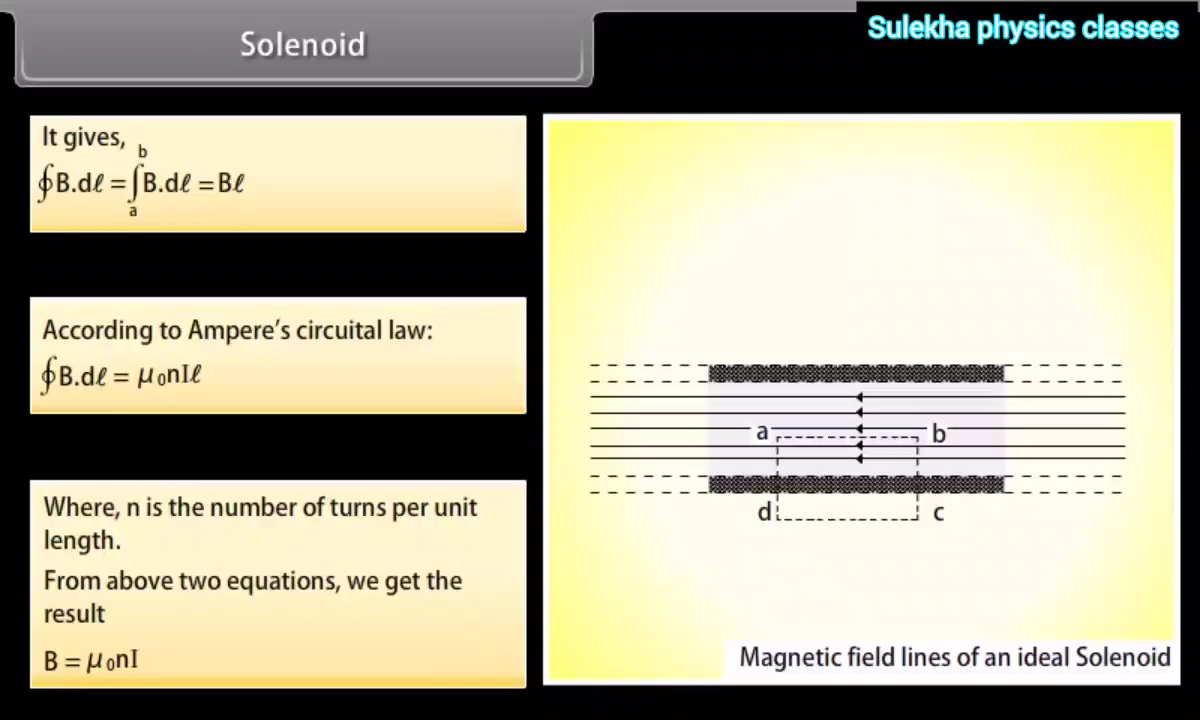 Solenoid
Sulekha physics classes
It gives,
b
∮B.dℓ = ∫B.dℓ = Bℓ
a
According to Ampere's circuital law:
∮B.dℓ = μ₀nIℓ
Where, n is the number of turns per unit
length.
From above two equations, we get the
result
B = μ₀nI
a
b
d
c
Magnetic field lines of an ideal Solenoid